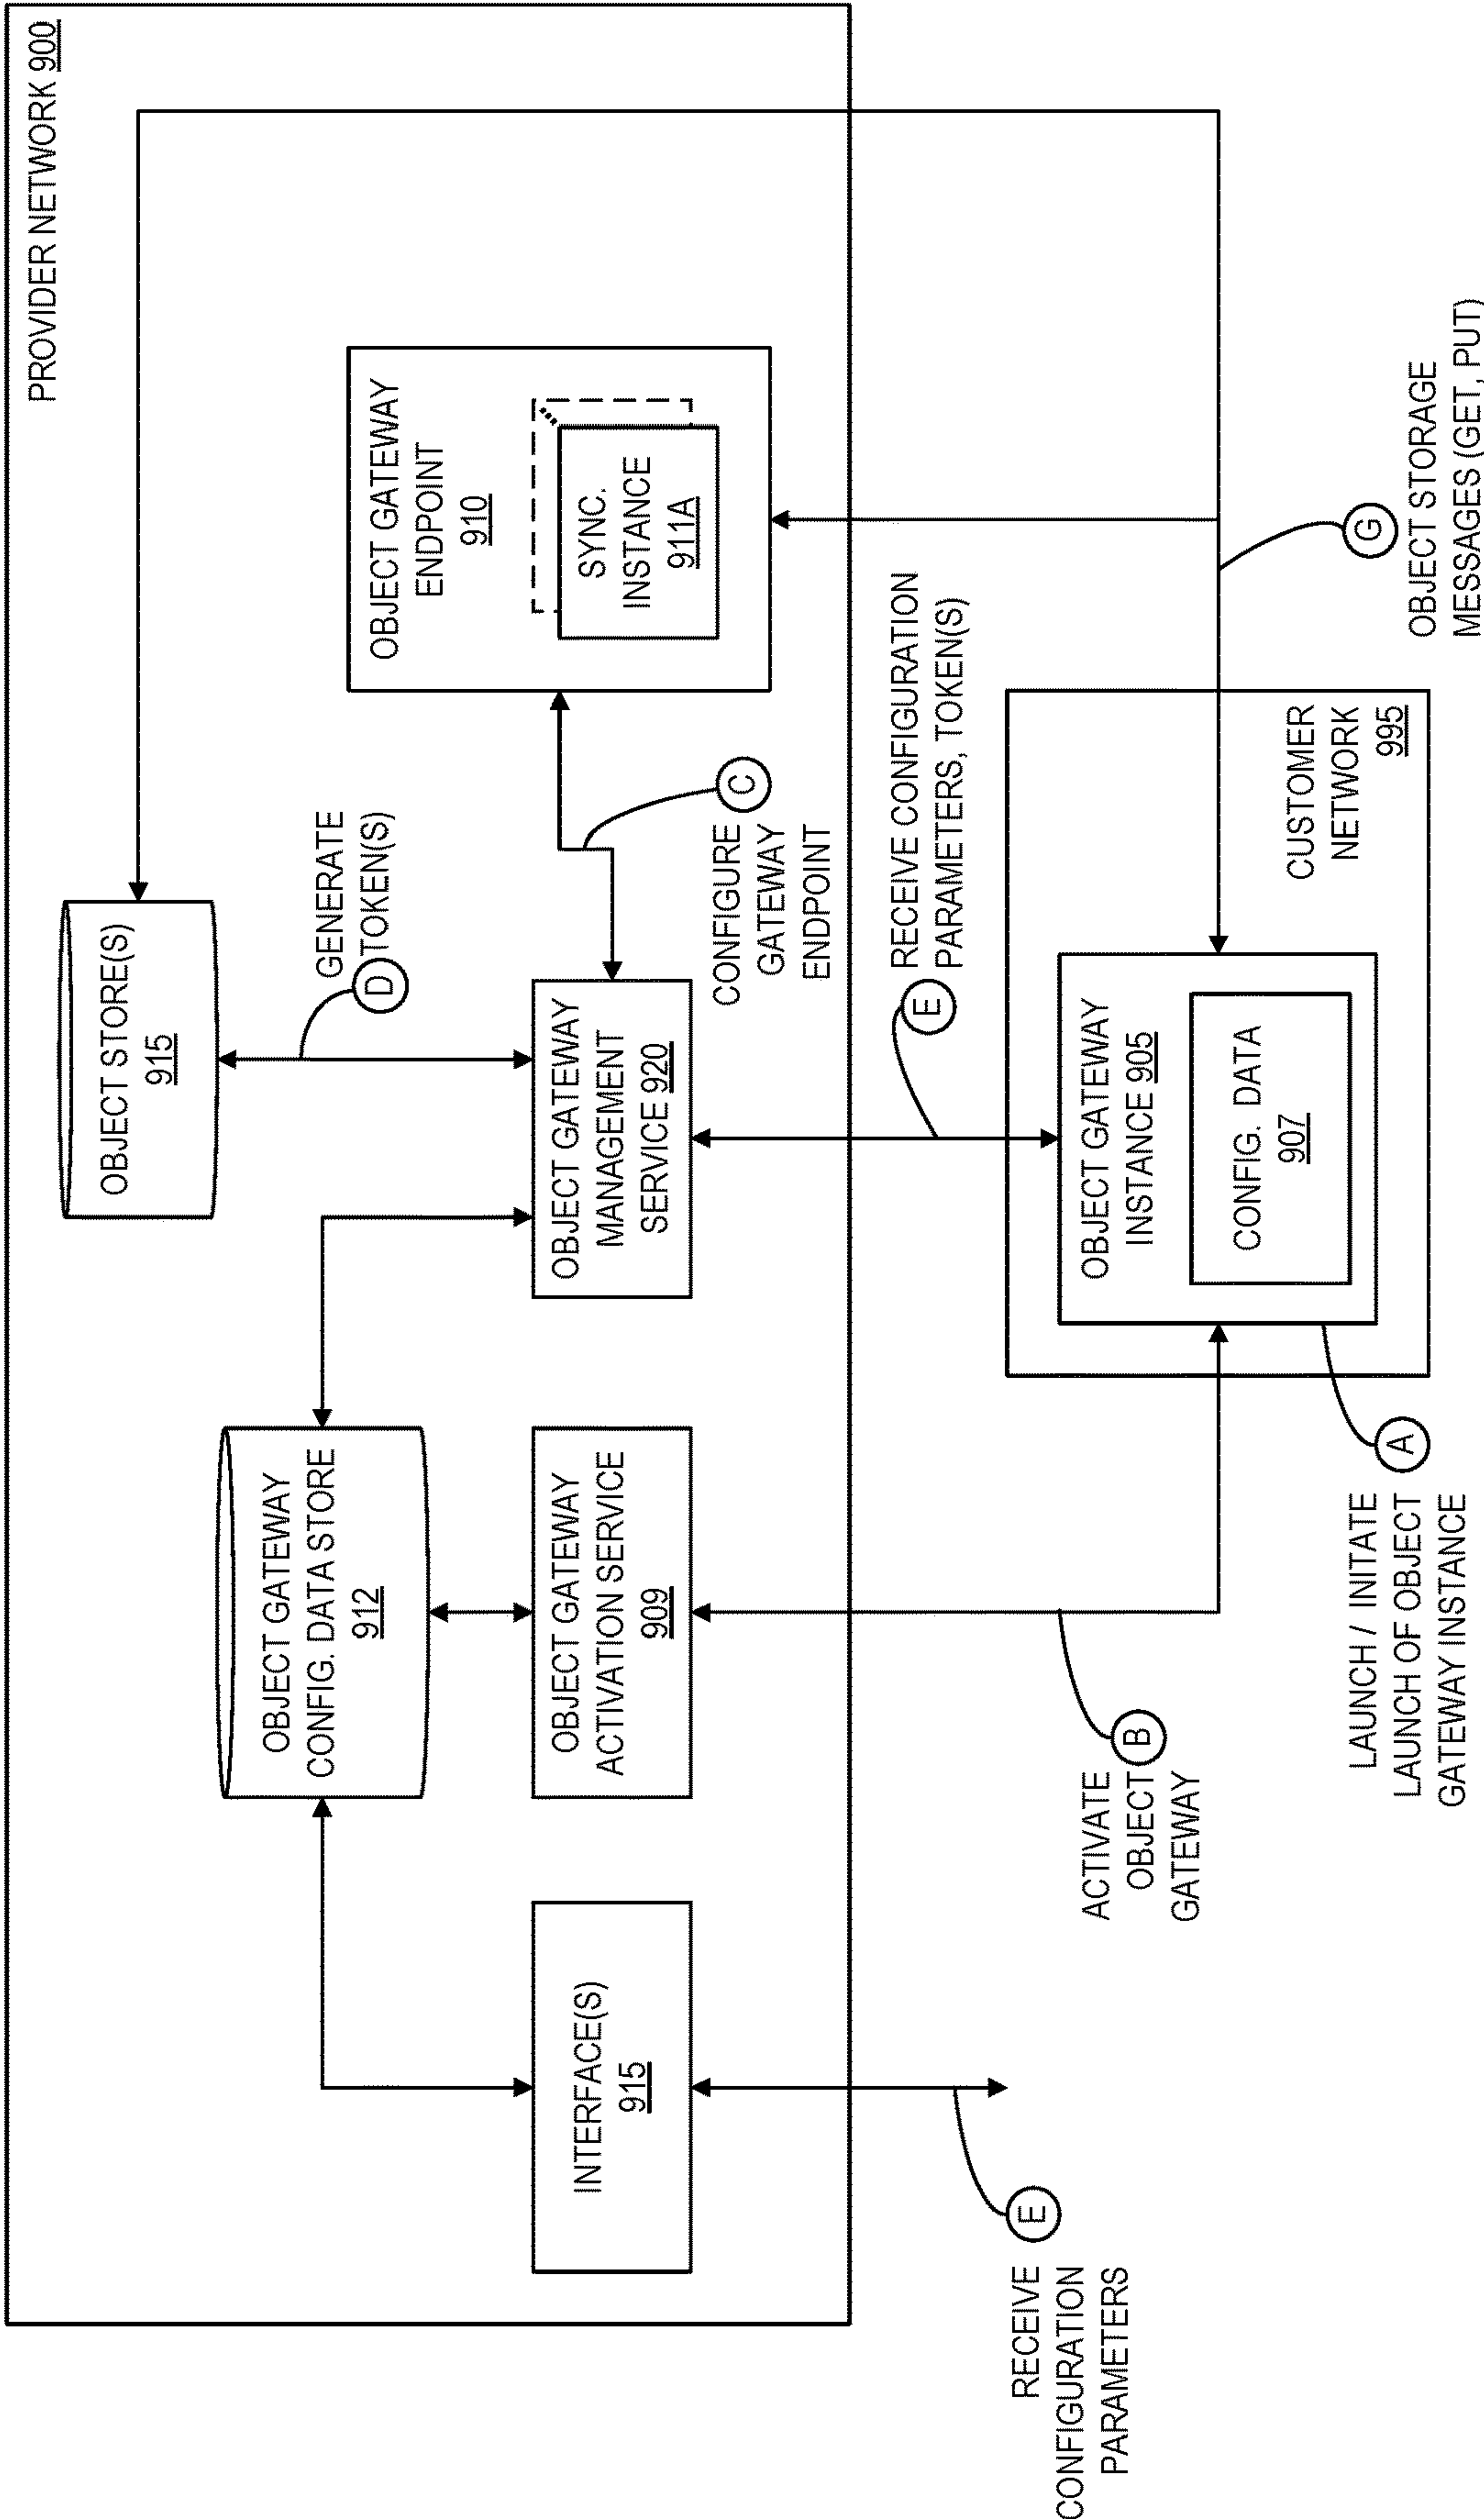 PROVIDER NETWORK 900
OBJECT STORE(S)
915
GENERATE
TOKEN(S)
D
OBJECT GATEWAY
CONFIG. DATA STORE
912
OBJECT GATEWAY
ENDPOINT
910
SYNC.
INSTANCE
911A
INTERFACE(S)
915
OBJECT GATEWAY
ACTIVATION SERVICE
909
OBJECT GATEWAY
MANAGEMENT
SERVICE 920
C
CONFIGURE
GATEWAY
ENDPOINT
E
RECEIVE
CONFIGURATION
PARAMETERS
ACTIVATE
OBJECT
GATEWAY
B
E
RECEIVE CONFIGURATION
PARAMETERS, TOKEN(S)
OBJECT GATEWAY
INSTANCE 905
CONFIG. DATA
907
CUSTOMER
NETWORK
995
A
LAUNCH / INITATE
LAUNCH OF OBJECT
GATEWAY INSTANCE
G
OBJECT STORAGE
MESSAGES (GET, PUT)